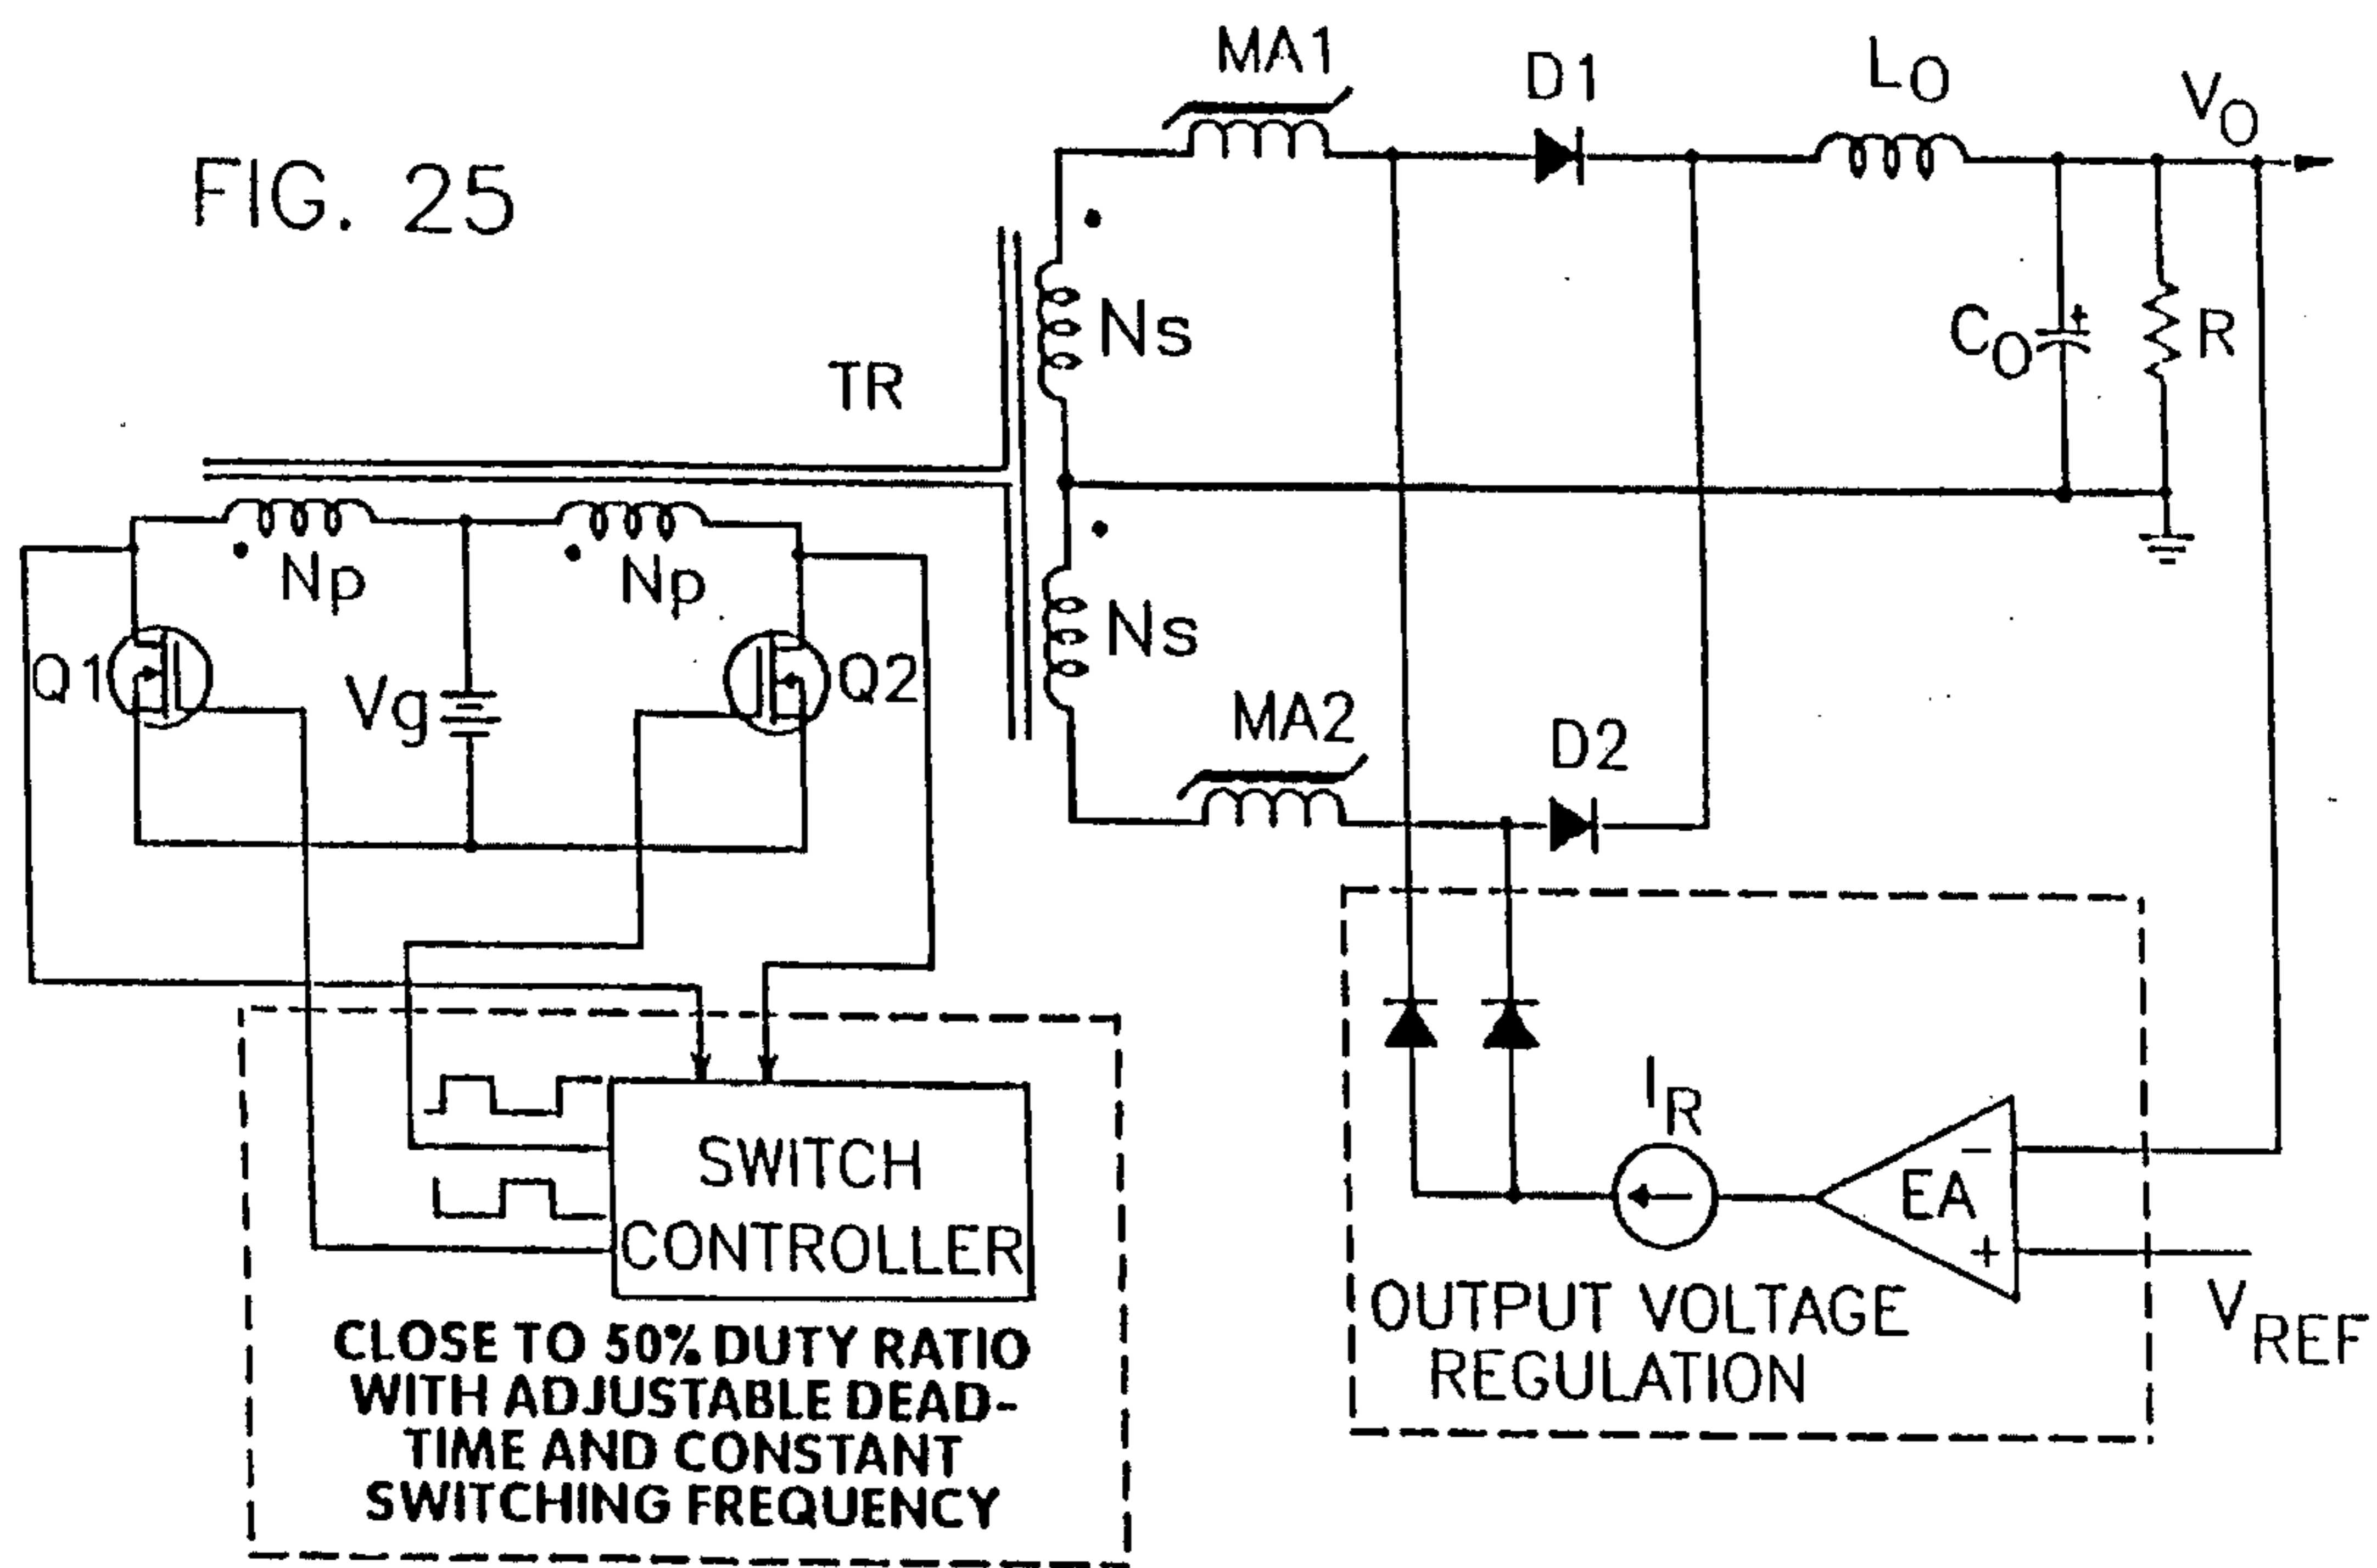 FIG. 25
MA1
D1
LO
VO
TR
Ns
CO
+
R
Np
Np
Q1
Vg
Q2
Ns
MA2
D2
IR
SWITCH
CONTROLLER
-
EA
+
VREF
OUTPUT VOLTAGE
REGULATION
CLOSE TO 50% DUTY RATIO
WITH ADJUSTABLE DEAD-
TIME AND CONSTANT
SWITCHING FREQUENCY